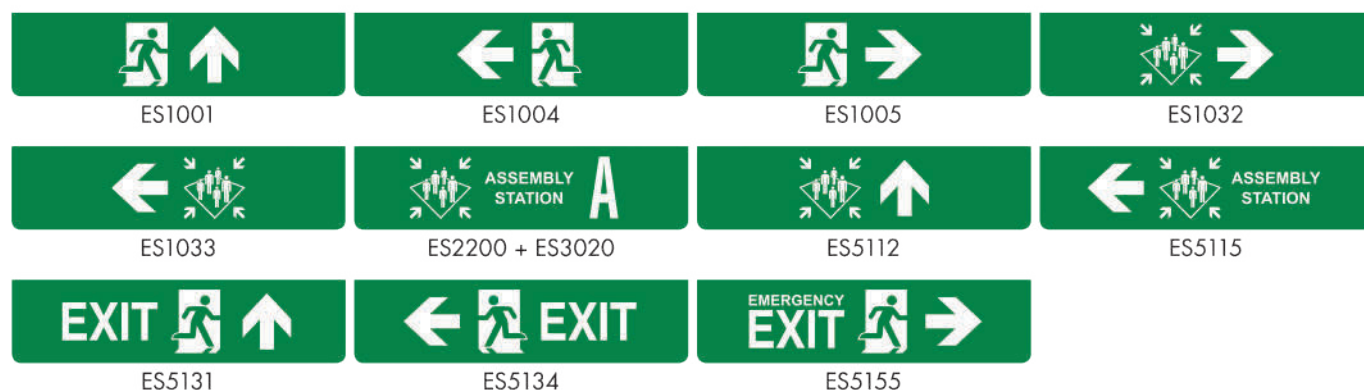 ES1001
ES1004
ES1005
ES1032
ES1033
ASSEMBLY
STATION
A
ES2200 + ES3020
ES5112
ASSEMBLY
STATION
ES5115
EXIT
ES5131
EXIT
ES5134
EMERGENCY
EXIT
ES5155